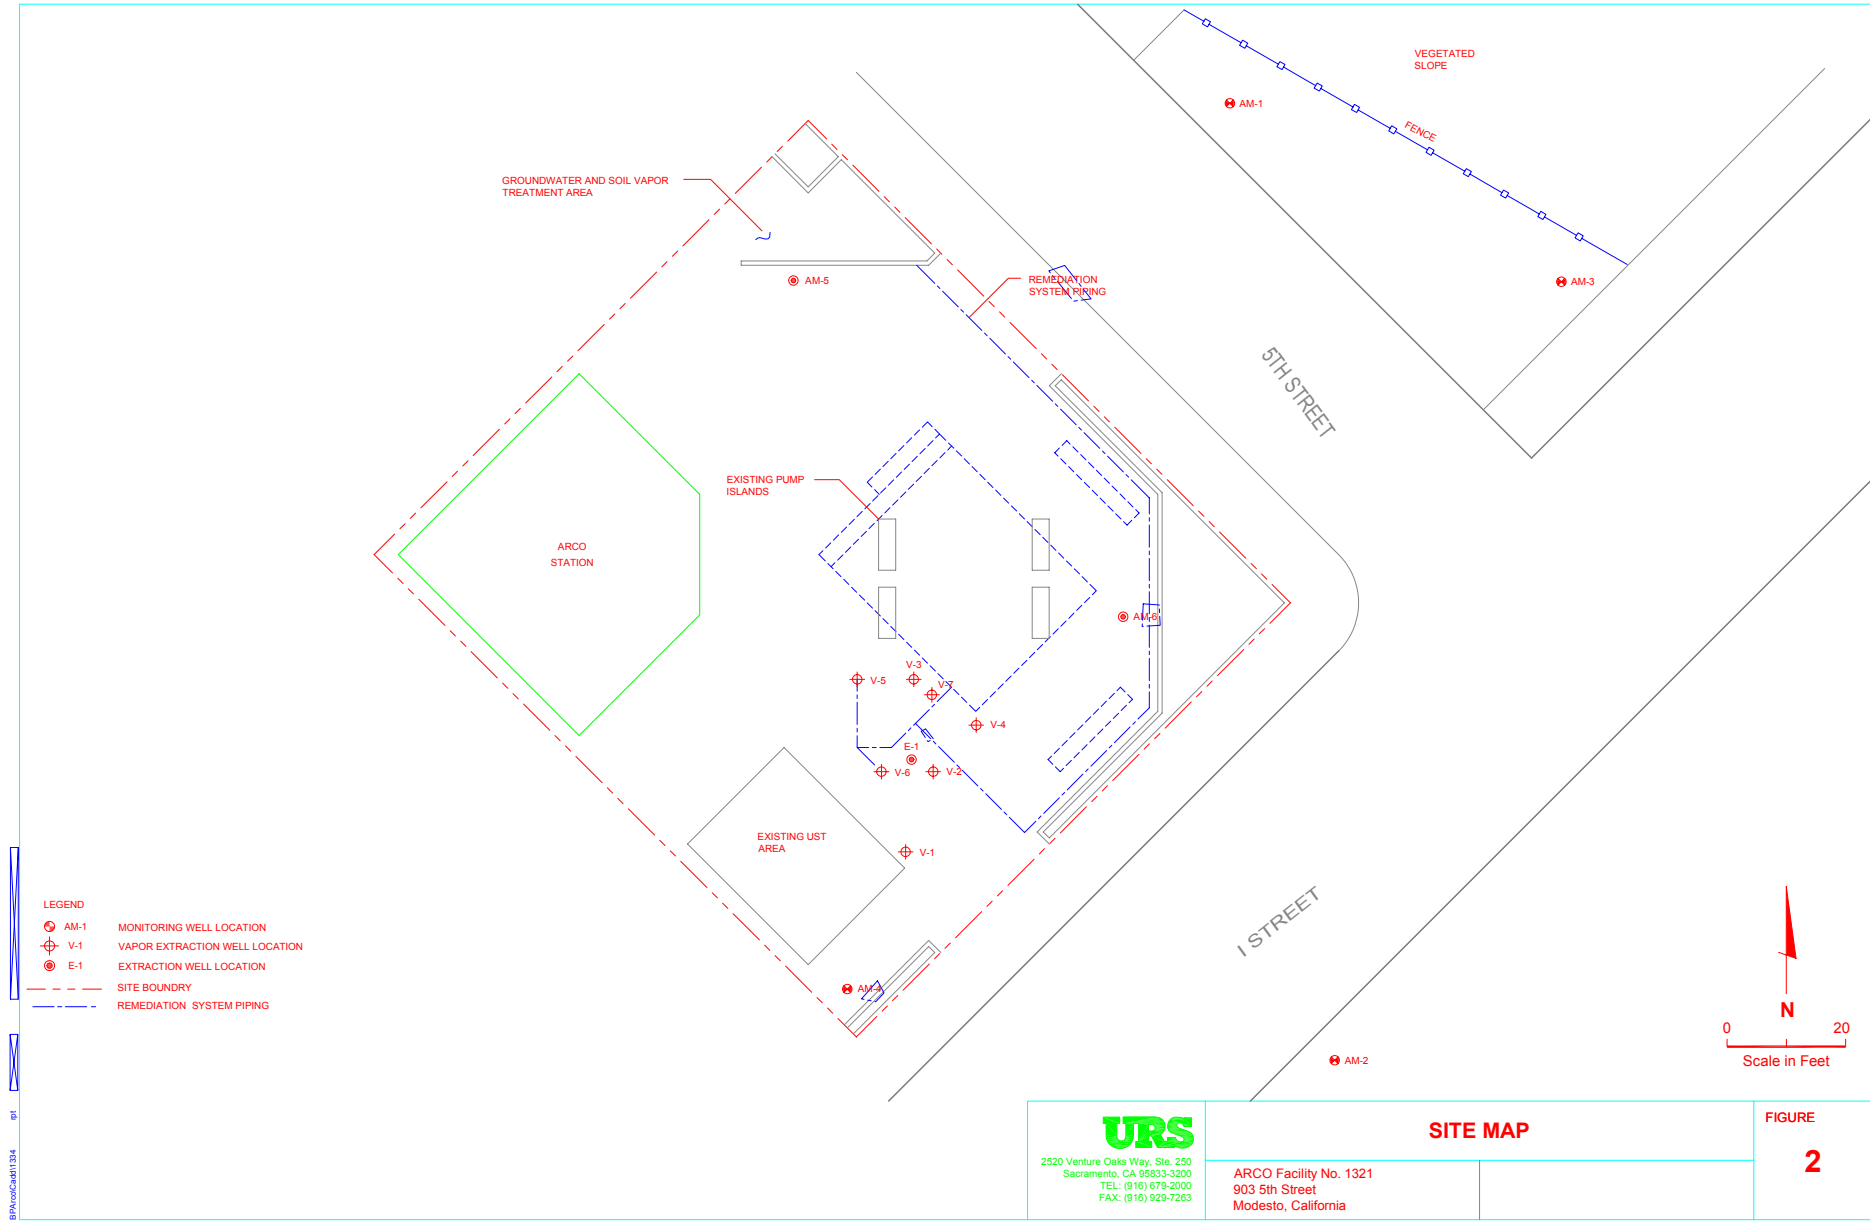 VEGETATED
SLOPE
AM-1
FENCE
GROUNDWATER AND SOIL VAPOR
TREATMENT AREA
AM-5
REMEDIATION
SYSTEM PIPING
AM-3
5TH STREET
EXISTING PUMP
ISLANDS
ARCO
STATION
AM-6
V-3
V-5
V-7
V-4
E-1
V-6
V-2
EXISTING UST
AREA
V-1
I STREET
AM-4
AM-2
LEGEND
AM-1 MONITORING WELL LOCATION
V-1 VAPOR EXTRACTION WELL LOCATION
E-1 EXTRACTION WELL LOCATION
SITE BOUNDRY
REMEDIATION SYSTEM PIPING
N
0 20
Scale in Feet
URS
2520 Venture Oaks Way, Ste. 250
Sacramento, CA 95833-3200
TEL: (916) 679-2000
FAX: (916) 929-7263
SITE MAP
ARCO Facility No. 1321
903 5th Street
Modesto, California
FIGURE
2
rpt
BPArco\Cadd\1334